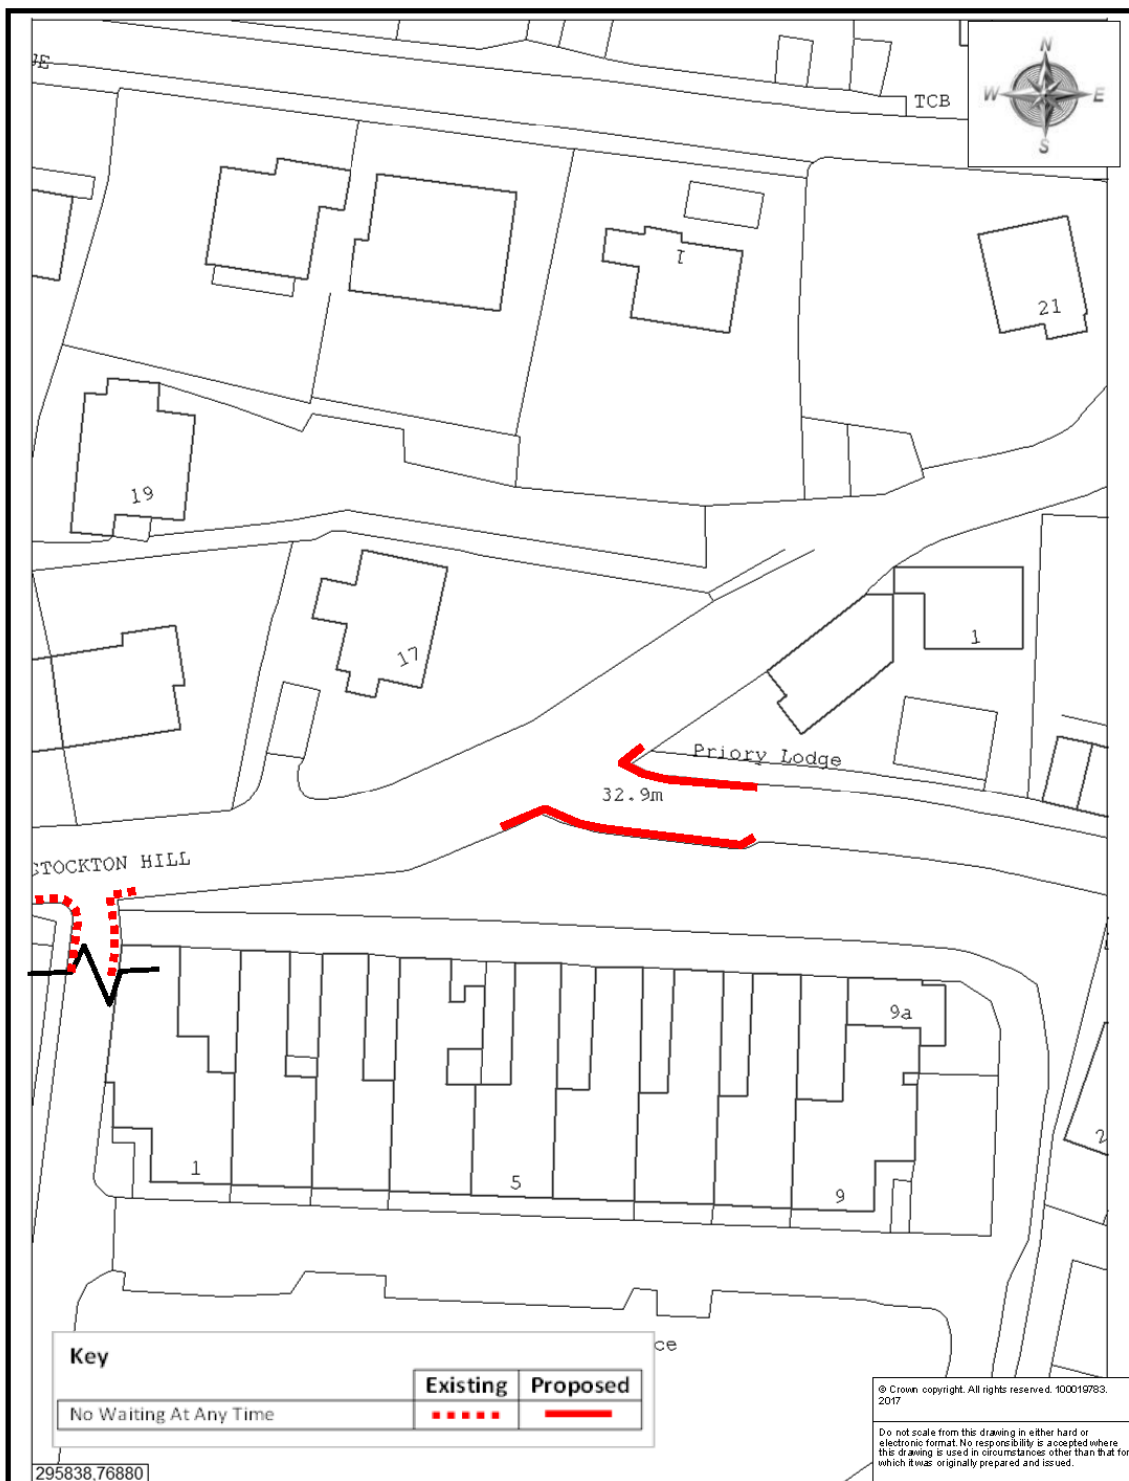 N
W E
S
TCB
1
21
19
17
1
Priory Lodge
32.9m
STOCKTON HILL
9a
2
1
5
9
Key
Existing Proposed
No Waiting At Any Time
ce
© Crown copyright. All rights reserved. 100019783.
2017
Do not scale from this drawing in either hard or
electronic format. No responsibility is accepted where
this drawing is used in circumstances other than that for
which it was originally prepared and issued.
295838,76880